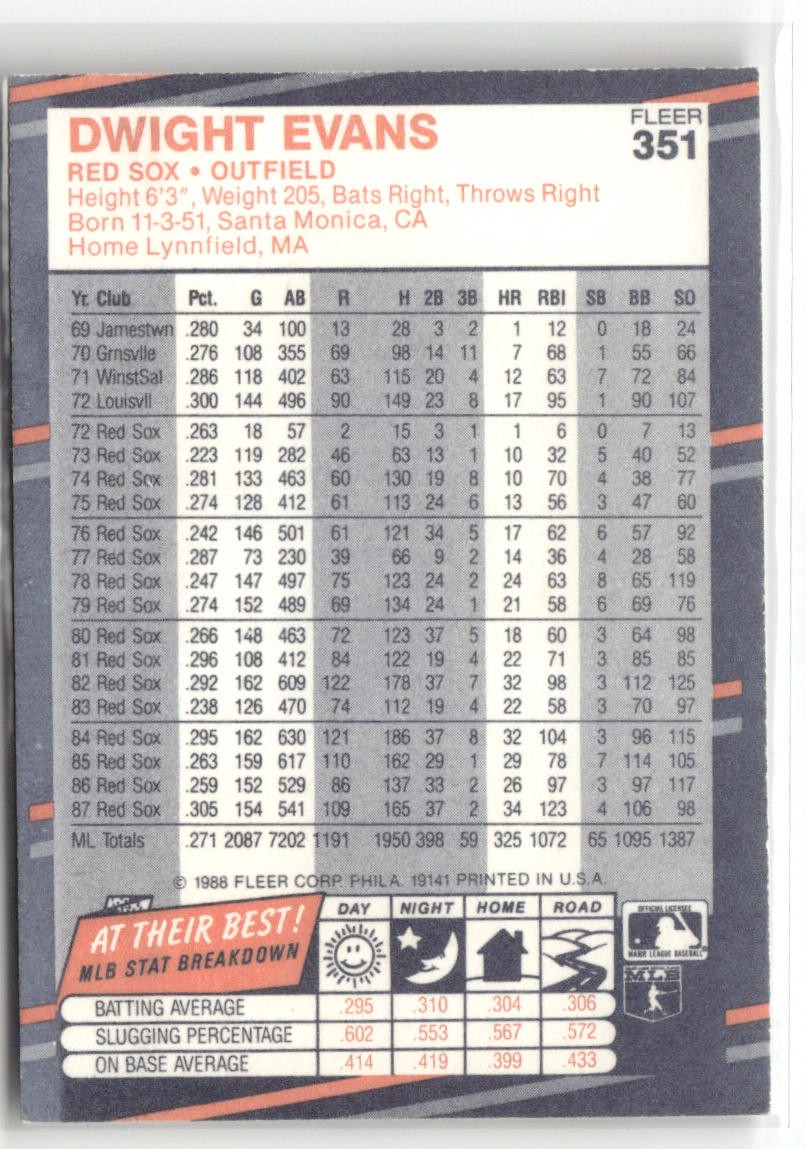 DWIGHT EVANS
FLEER
351
RED SOX • OUTFIELD
Height 6'3", Weight 205, Bats Right, Throws Right
Born 11-3-51, Santa Monica, CA
Home Lynnfield, MA
Yr. Club Pct. G AB R H 2B 3B HR RBI SB BB SO
69 Jamestwn .280 34 100 13 28 3 2 1 12 0 18 24
70 Grnsvlle .276 108 355 69 98 14 11 7 68 1 55 66
71 WinstSal .286 118 402 63 115 20 4 12 63 7 72 84
72 Louisvll .300 144 496 90 149 23 8 17 95 1 90 107
72 Red Sox .263 18 57 2 15 3 1 1 6 0 7 13
73 Red Sox .223 119 282 46 63 13 1 10 32 5 40 52
74 Red Sox .281 133 463 60 130 19 8 10 70 4 38 77
75 Red Sox .274 128 412 61 113 24 6 13 56 3 47 60
76 Red Sox .242 146 501 61 121 34 5 17 62 6 57 92
77 Red Sox .287 73 230 39 66 9 2 14 36 4 28 58
78 Red Sox .247 147 497 75 123 24 2 24 63 8 65 119
79 Red Sox .274 152 489 69 134 24 1 21 58 6 69 76
80 Red Sox .266 148 463 72 123 37 5 18 60 3 64 98
81 Red Sox .296 108 412 84 122 19 4 22 71 3 85 85
82 Red Sox .292 162 609 122 178 37 7 32 98 3 112 125
83 Red Sox .238 126 470 74 112 19 4 22 58 3 70 97
84 Red Sox .295 162 630 121 186 37 8 32 104 3 96 115
85 Red Sox .263 159 617 110 162 29 1 29 78 7 114 105
86 Red Sox .259 152 529 86 137 33 2 26 97 3 97 117
87 Red Sox .305 154 541 109 165 37 2 34 123 4 106 98
ML Totals .271 2087 7202 1191 1950 398 59 325 1072 65 1095 1387
© 1988 FLEER CORP. PHILA. 19141 PRINTED IN U.S.A.
AT THEIR BEST!
MLB STAT BREAKDOWN
DAY NIGHT HOME ROAD
OFFICIAL LICENSEE
MAJOR LEAGUE BASEBALL
BATTING AVERAGE .295 .310 .304 .306
SLUGGING PERCENTAGE .602 .553 .567 .572
ON BASE AVERAGE .414 .419 .399 .433